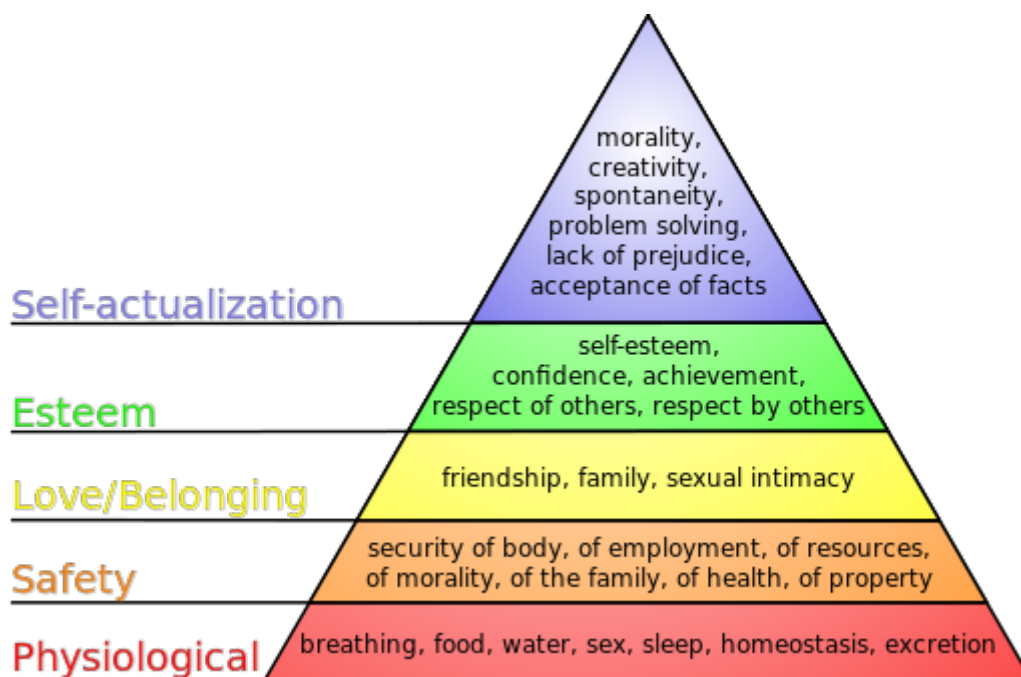 morality,
creativity,
spontaneity,
problem solving,
lack of prejudice,
acceptance of facts
Self-actualization
self-esteem,
confidence, achievement,
respect of others, respect by others
Esteem
friendship, family, sexual intimacy
Love/Belonging
security of body, of employment, of resources,
of morality, of the family, of health, of property
Safety
breathing, food, water, sex, sleep, homeostasis, excretion
Physiological